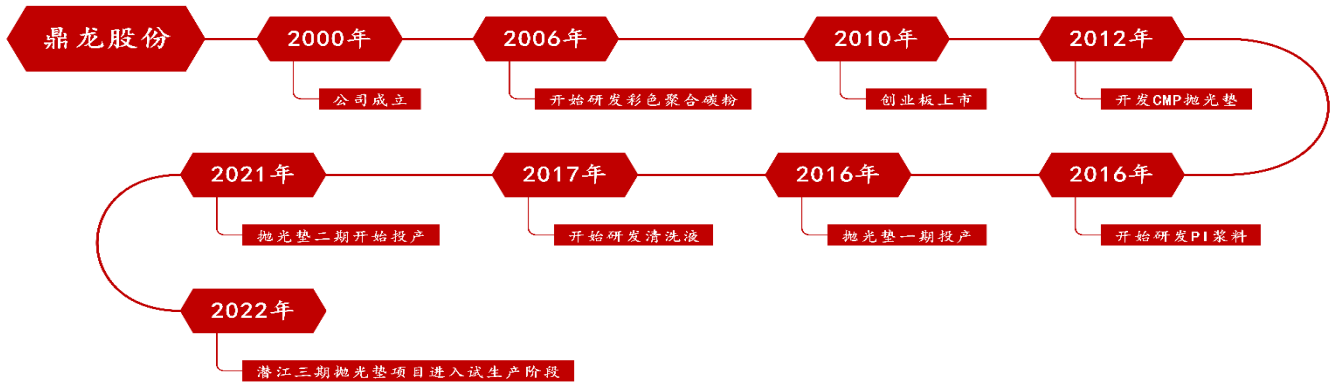 鼎龙股份
2000年
公司成立
2006年
开始研发彩色聚合碳粉
2010年
创业板上市
2012年
开发CMP抛光垫
2016年
开始研发PI浆料
2016年
抛光垫一期投产
2017年
开始研发清洗液
2021年
抛光垫二期开始投产
2022年
潜江三期抛光垫项目进入试生产阶段